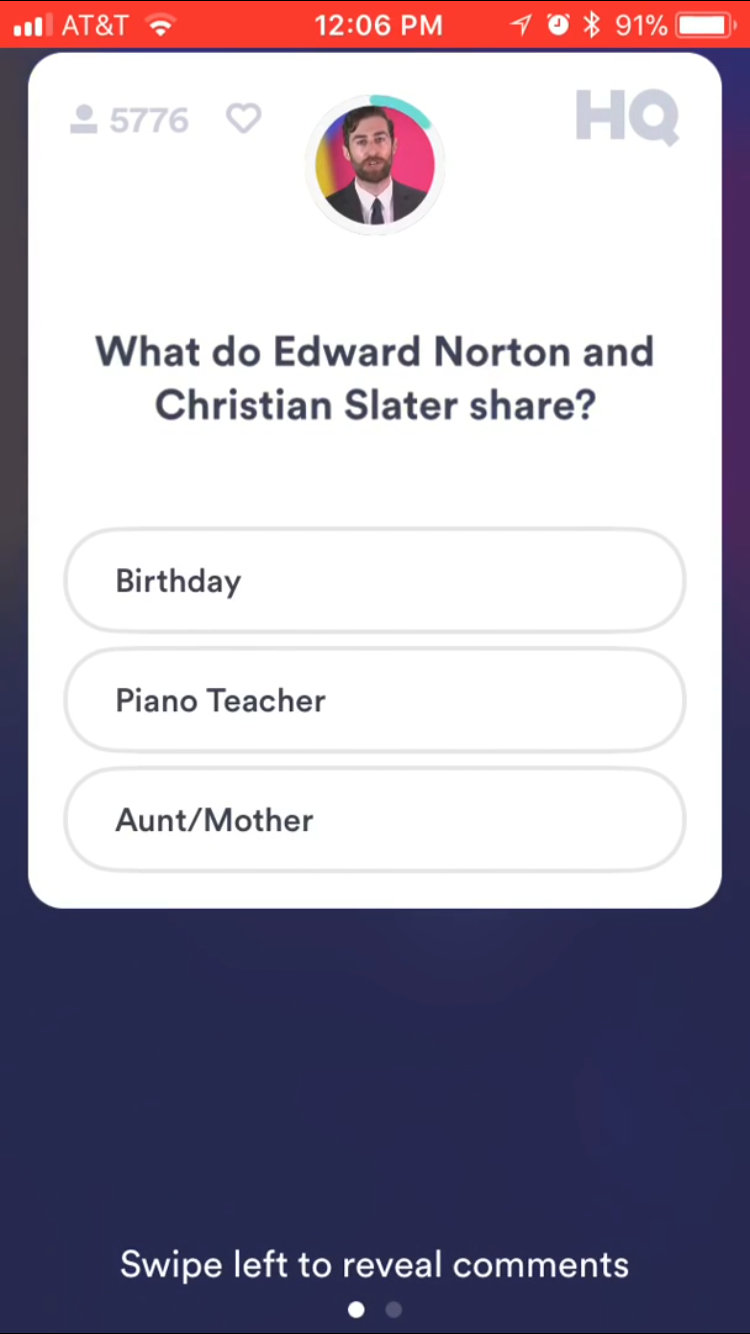 AT&T 12:06 PM 91%
5776 HQ
What do Edward Norton and
Christian Slater share?
Birthday
Piano Teacher
Aunt/Mother
Swipe left to reveal comments